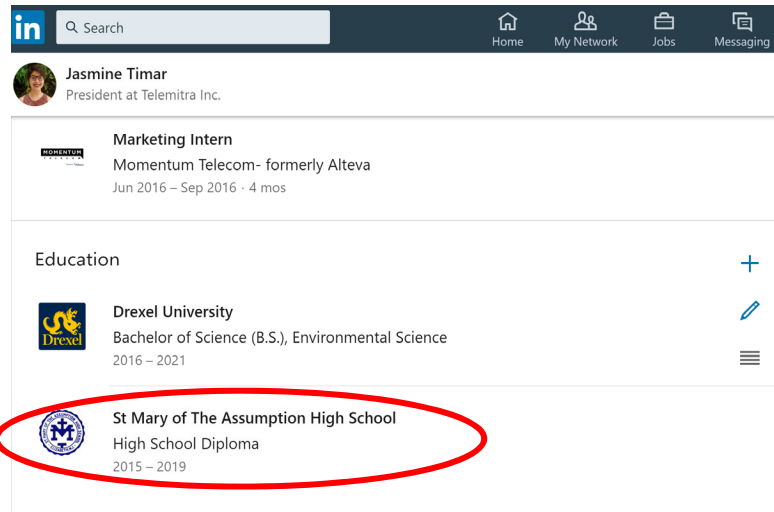 in
Search
Home My Network Jobs Messaging
Jasmine Timar
President at Telemitra Inc.
MOMENTUM
Marketing Intern
Momentum Telecom- formerly Alteva
Jun 2016 – Sep 2016 · 4 mos
Education
Drexel
Drexel University
Bachelor of Science (B.S.), Environmental Science
2016 – 2021
St Mary of The Assumption High School
High School Diploma
2015 – 2019